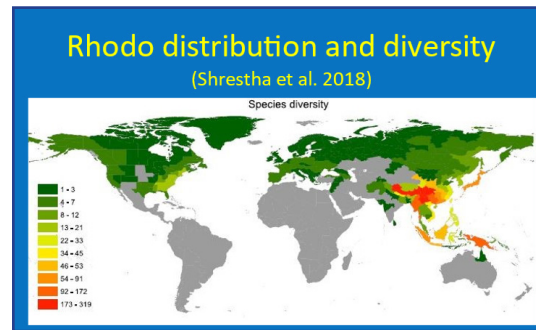 Rhodo distribution and diversity
(Shrestha et al. 2018)
Species diversity
1 - 3
4 - 7
8 - 12
13 - 21
22 - 33
34 - 45
46 - 53
54 - 91
92 - 172
173 - 319